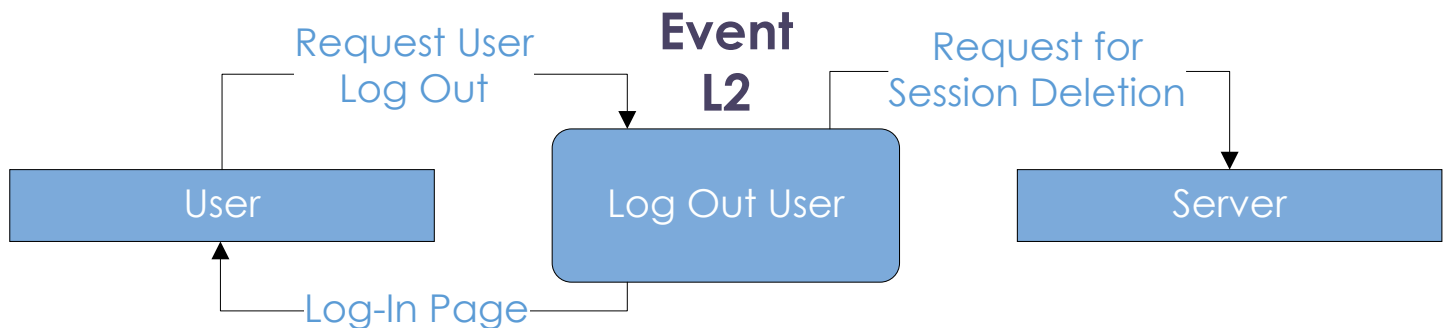 Event
L2
Request User
Log Out
Request for
Session Deletion
User
Log Out User
Server
Log-In Page